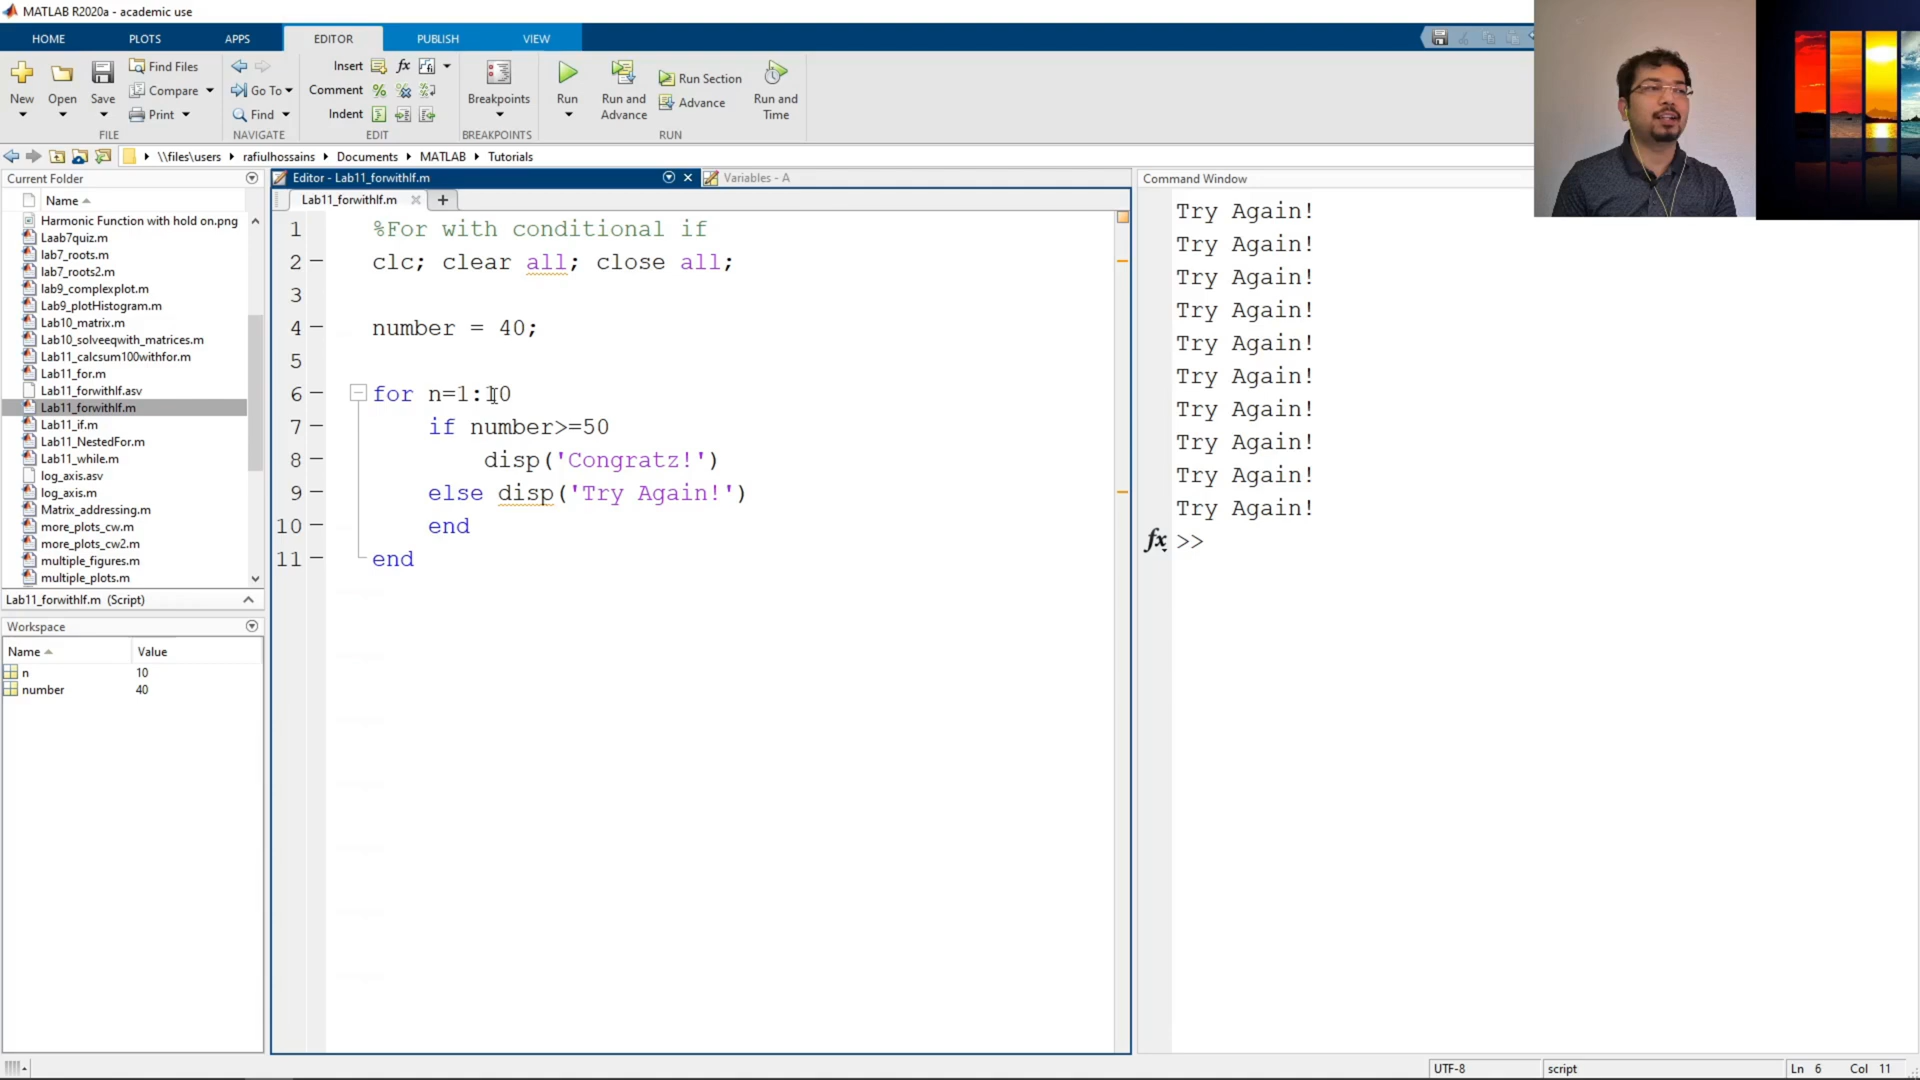 MATLAB R2020a - academic use
HOME PLOTS APPS EDITOR PUBLISH VIEW
New Open Save Find Files Compare Print
FILE
Go To Find
NAVIGATE
Insert fx
Comment %
Indent
EDIT
Breakpoints
BREAKPOINTS
Run Run and Advance Run Section Advance Run and Time
RUN
\\files\users rafiulhossains Documents MATLAB Tutorials
Current Folder
Name
Harmonic Function with hold on.png
Laab7quiz.m
lab7_roots.m
lab7_roots2.m
lab9_complexplot.m
Lab9_plotHistogram.m
Lab10_matrix.m
Lab10_solveeqwith_matrices.m
Lab11_calcsum100withfor.m
Lab11_for.m
Lab11_forwithIf.asv
Lab11_forwithIf.m
Lab11_if.m
Lab11_NestedFor.m
Lab11_while.m
log_axis.asv
log_axis.m
Matrix_addressing.m
more_plots_cw.m
more_plots_cw2.m
multiple_figures.m
multiple_plots.m
Lab11_forwithIf.m (Script)
Workspace
Name Value
n 10
number 40
Editor - Lab11_forwithIf.m Variables - A
Lab11_forwithIf.m
1 %For with conditional if
2 clc; clear all; close all;
3
4 number = 40;
5
6 for n=1:10
7 if number>=50
8 disp('Congratz!')
9 else disp('Try Again!')
10 end
11 end
Command Window
Try Again!
Try Again!
Try Again!
Try Again!
Try Again!
Try Again!
Try Again!
Try Again!
Try Again!
Try Again!
fx >>
UTF-8 script Ln 6 Col 11